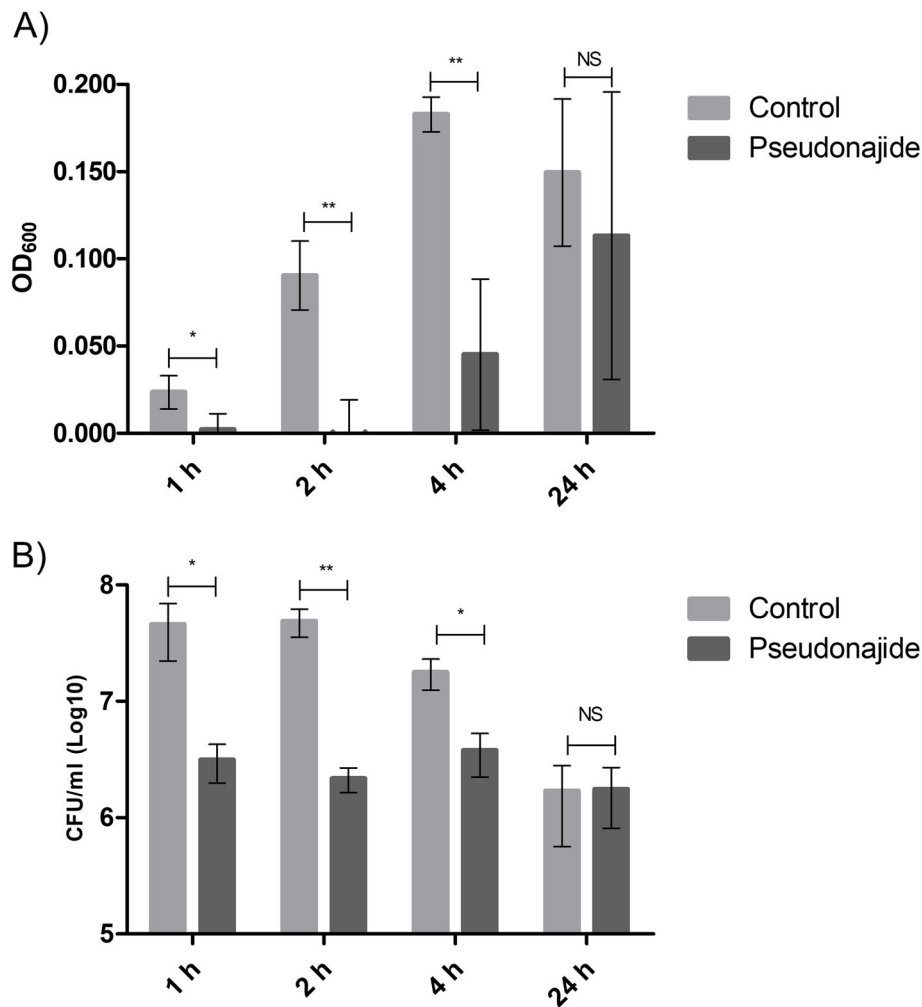 A)
OD600
0.200
0.150
0.100
0.050
0.000
*
**
**
NS
1 h
2 h
4 h
24 h
Control
Pseudonajide
B)
CFU/ml (Log10)
8
7
6
5
*
**
*
NS
1 h
2 h
4 h
24 h
Control
Pseudonajide